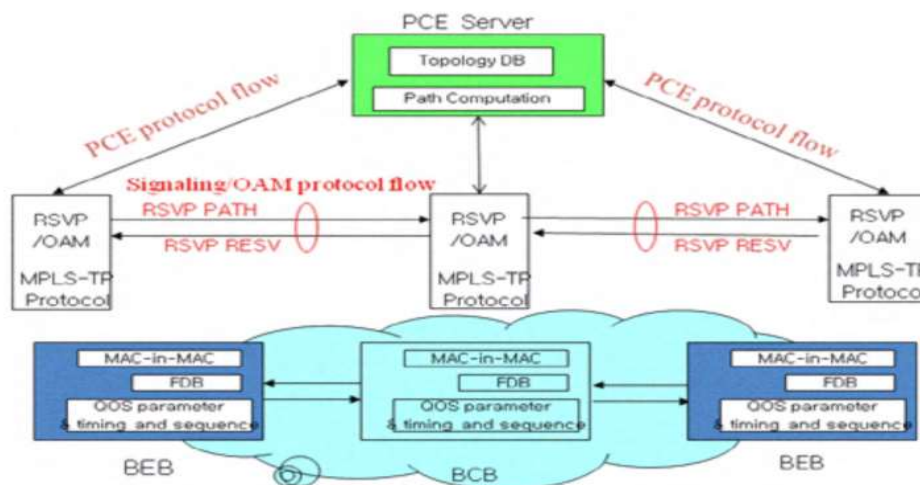 PCE Server
Topology DB
Path Computation
PCE protocol flow
PCE protocol flow
Signaling/OAM protocol flow
RSVP
/OAM
MPLS-TP
Protocol
RSVP PATH
RSVP RESV
RSVP
/OAM
MPLS-TP
Protocol
RSVP PATH
RSVP RESV
RSVP
/OAM
MPLS-TP
Protocol
MAC-in-MAC
FDB
QOS parameter
& timing and sequence
BEB
MAC-in-MAC
FDB
QOS parameter
& timing and sequence
BCB
MAC-in-MAC
FDB
QOS parameter
& timing and sequence
BEB